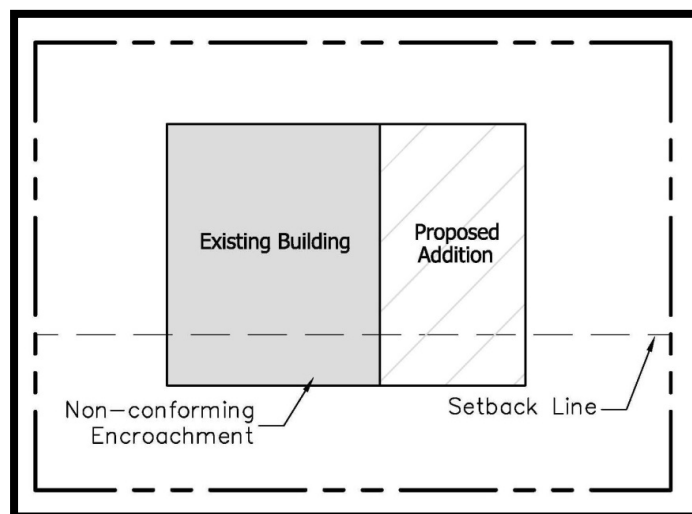 Existing Building
Proposed
Addition
Non-conforming
Encroachment
Setback Line